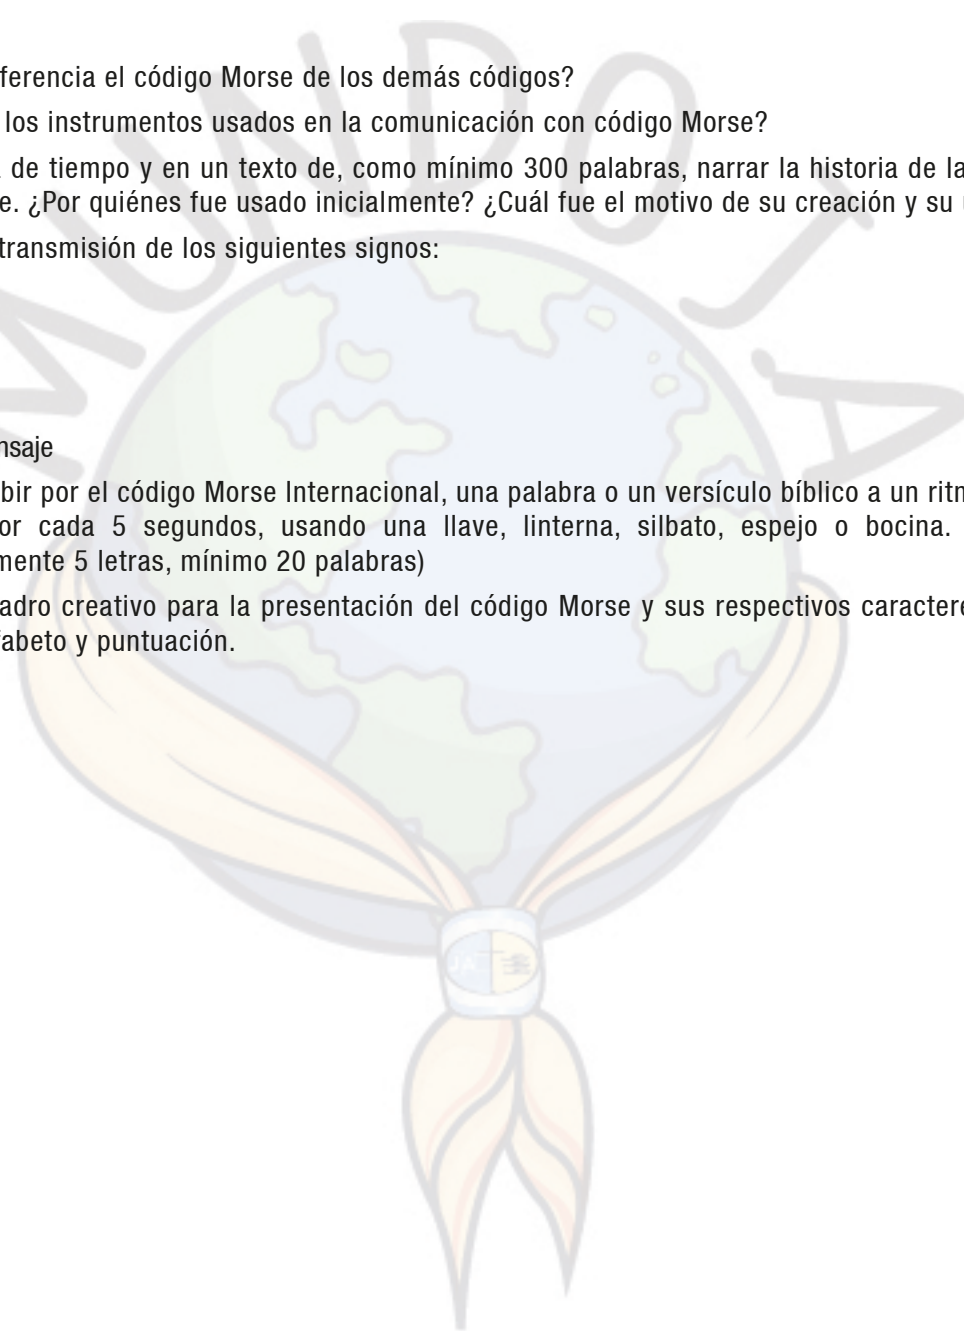 ferencia el código Morse de los demás códigos?
los instrumentos usados en la comunicación con código Morse?
de tiempo y en un texto de, como mínimo 300 palabras, narrar la historia de la
e. ¿Por quiénes fue usado inicialmente? ¿Cuál fue el motivo de su creación y su
transmisión de los siguientes signos:
nsaje
bir por el código Morse Internacional, una palabra o un versículo bíblico a un ritm
or cada 5 segundos, usando una llave, linterna, silbato, espejo o bocina.
mente 5 letras, mínimo 20 palabras)
adro creativo para la presentación del código Morse y sus respectivos caractere
fabeto y puntuación.
MUNDO JA
JA